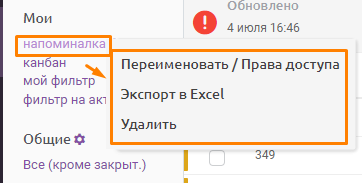 Мои
напоминалка
канбан
мой фильтр
фильтр на акт
Общие
Все (кроме закрыт.)
Обновлено
4 июля 16:46
Переименовать / Права доступа
Экспорт в Excel
Удалить
349